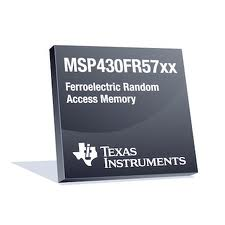 MSP430FR57xx
Ferroelectric Random
Access Memory
TEXAS
INSTRUMENTS